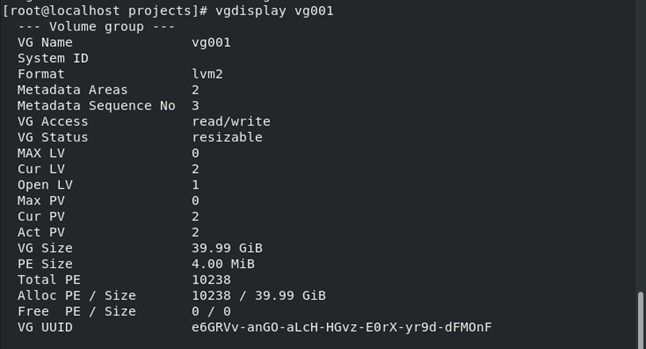 [root@localhost projects]# vgdisplay vg001
--- Volume group ---
VG Name vg001
System ID
Format lvm2
Metadata Areas 2
Metadata Sequence No 3
VG Access read/write
VG Status resizable
MAX LV 0
Cur LV 2
Open LV 1
Max PV 0
Cur PV 2
Act PV 2
VG Size 39.99 GiB
PE Size 4.00 MiB
Total PE 10238
Alloc PE / Size 10238 / 39.99 GiB
Free PE / Size 0 / 0
VG UUID e6GRVv-anGO-aLcH-HGvz-E0rX-yr9d-dFMOnF